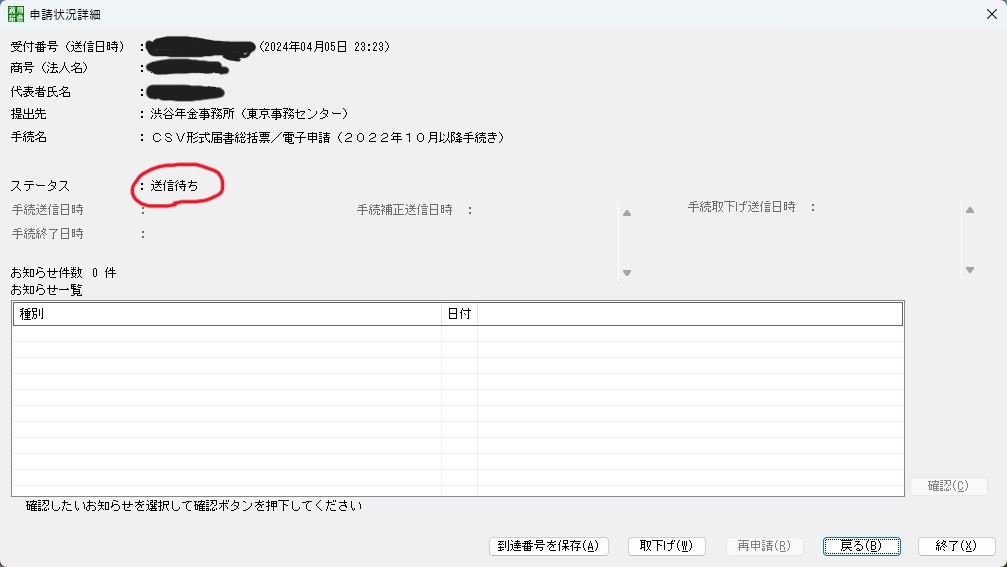 申請状況詳細
受付番号（送信日時） ： （2024年04月05日 23:23）
商号（法人名） ：
代表者氏名 ：
提出先 ： 渋谷年金事務所（東京事務センター）
手続名 ： ＣＳＶ形式届書総括票／電子申請（２０２２年１０月以降手続き）
ステータス ： 送信待ち
手続送信日時 ： 手続補正送信日時 ： 手続取下げ送信日時 ：
手続終了日時 ：
お知らせ件数 0 件
お知らせ一覧
種別 日付
確認(C)
確認したいお知らせを選択して確認ボタンを押下してください
到達番号を保存(A) 取下げ(W) 再申請(R) 戻る(B) 終了(X)